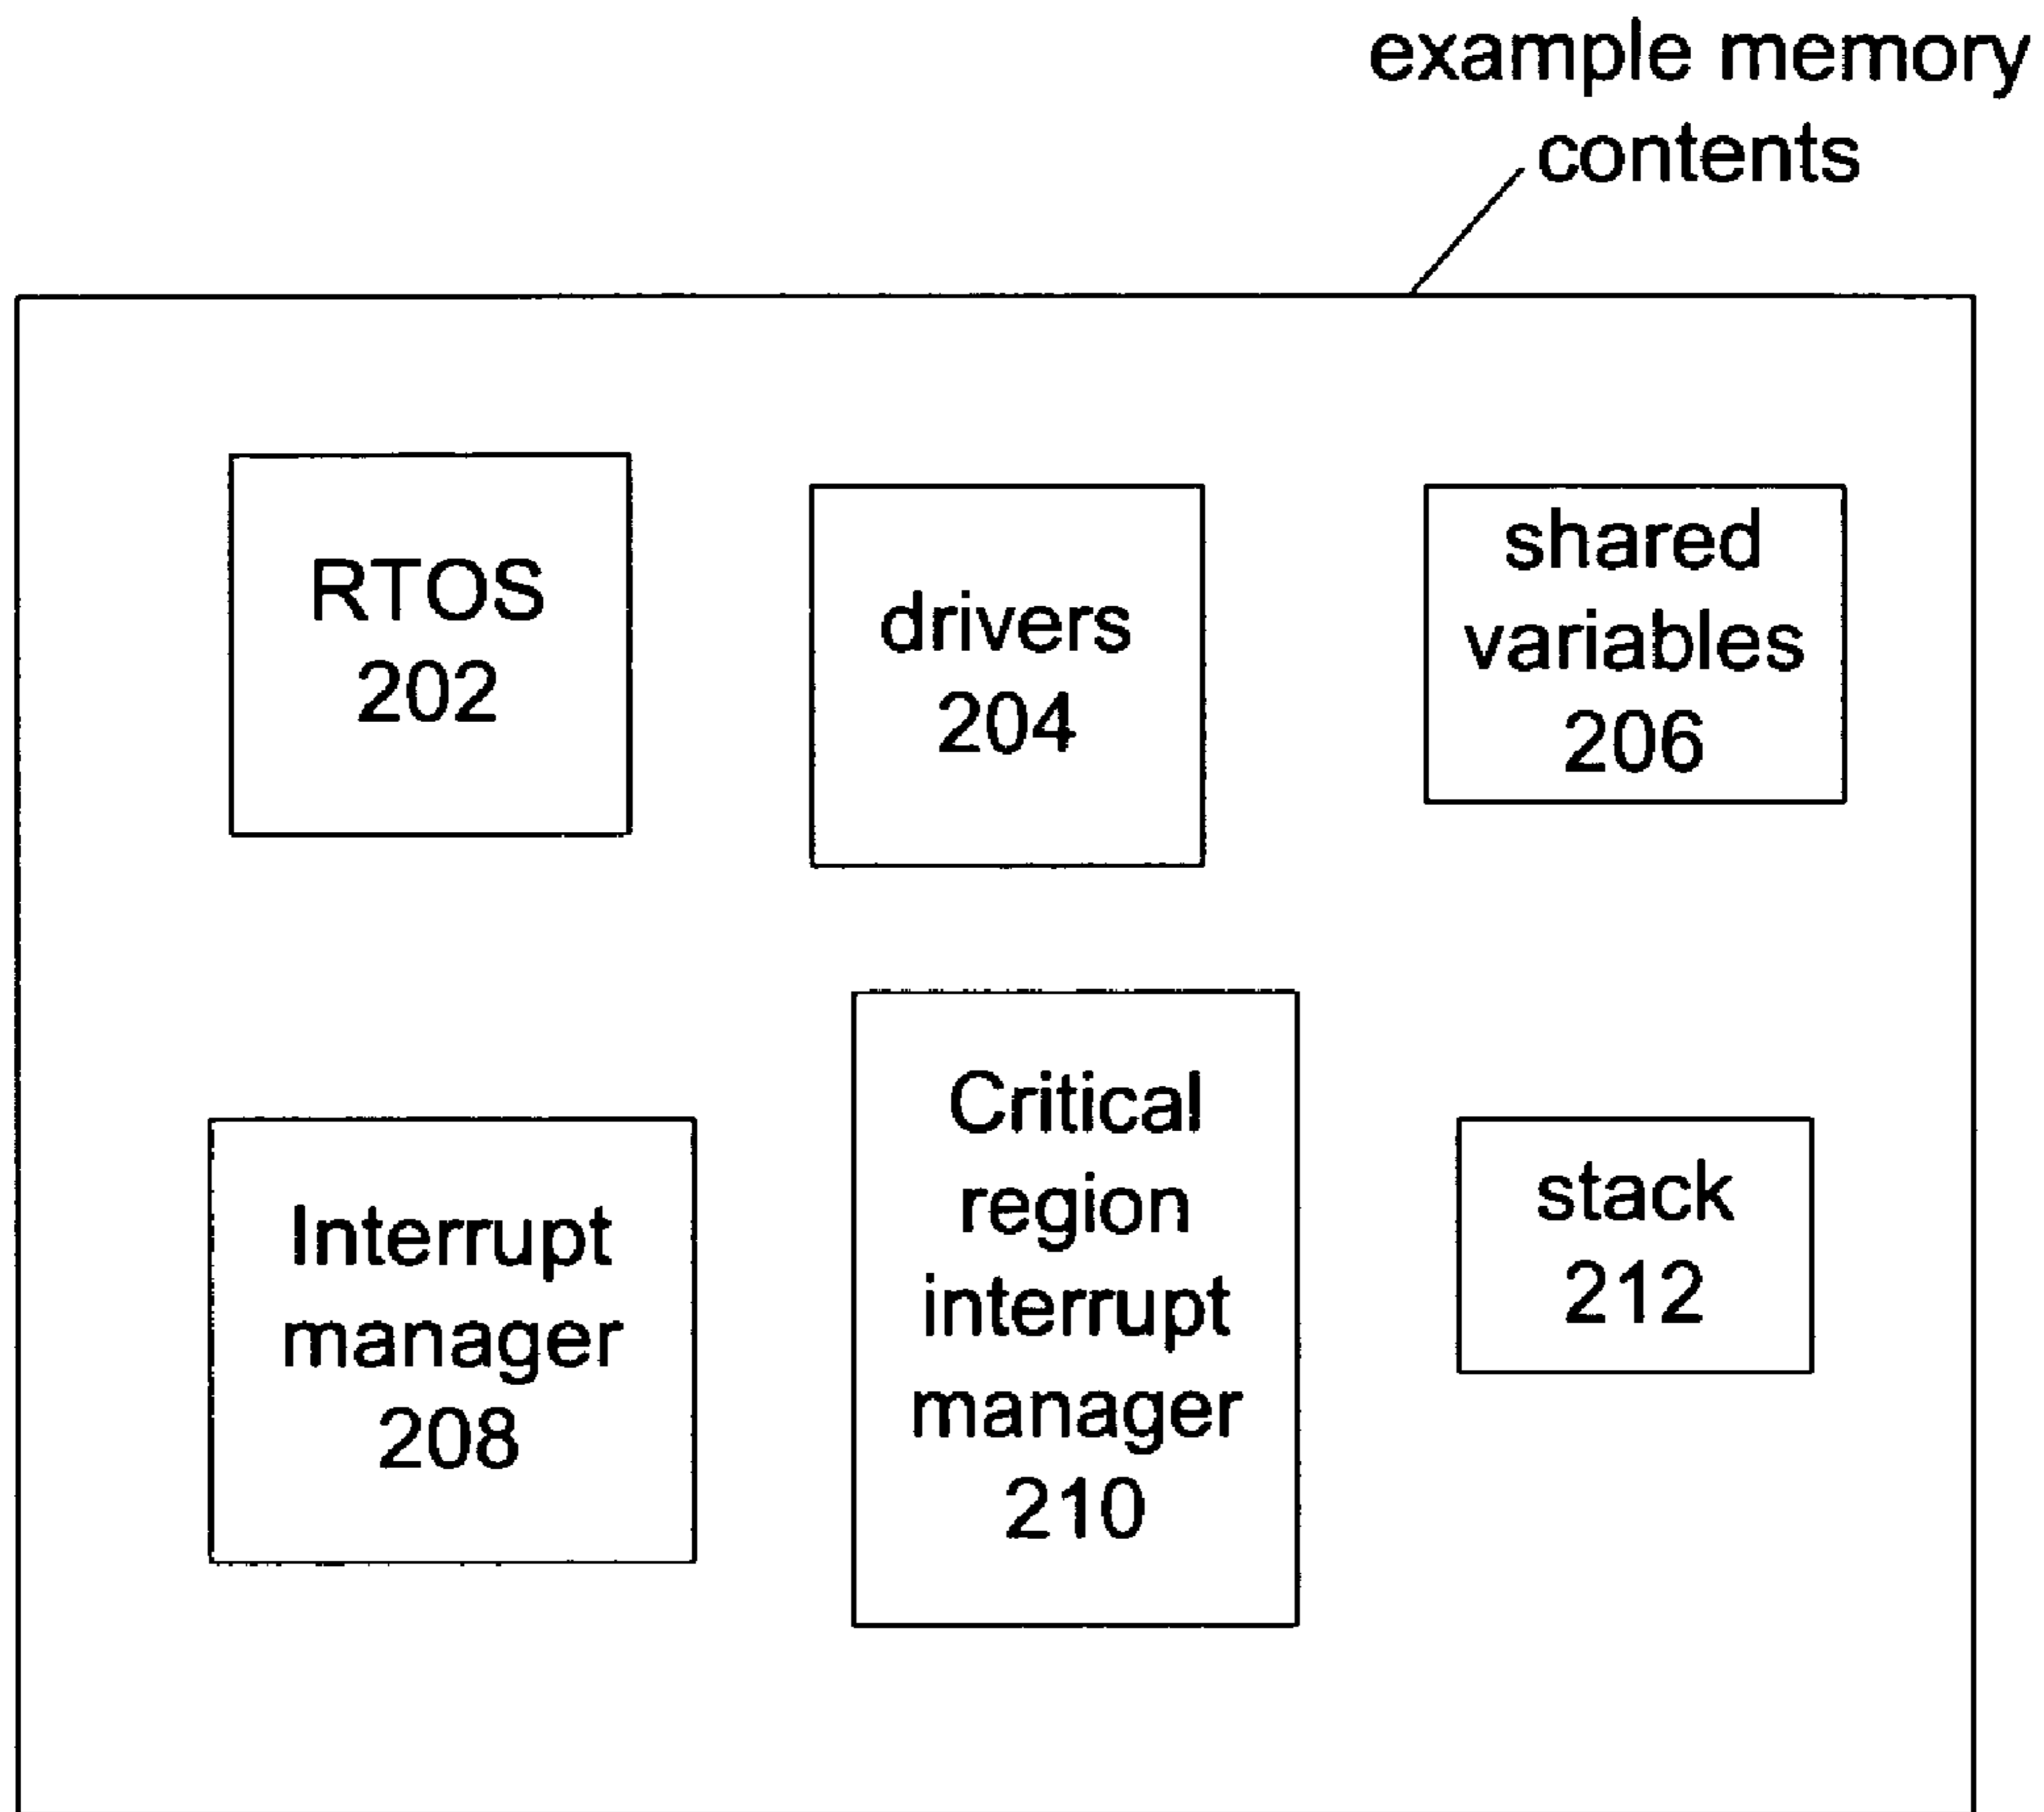 example memory
contents
RTOS
202
drivers
204
shared
variables
206
Interrupt
manager
208
Critical
region
interrupt
manager
210
stack
212